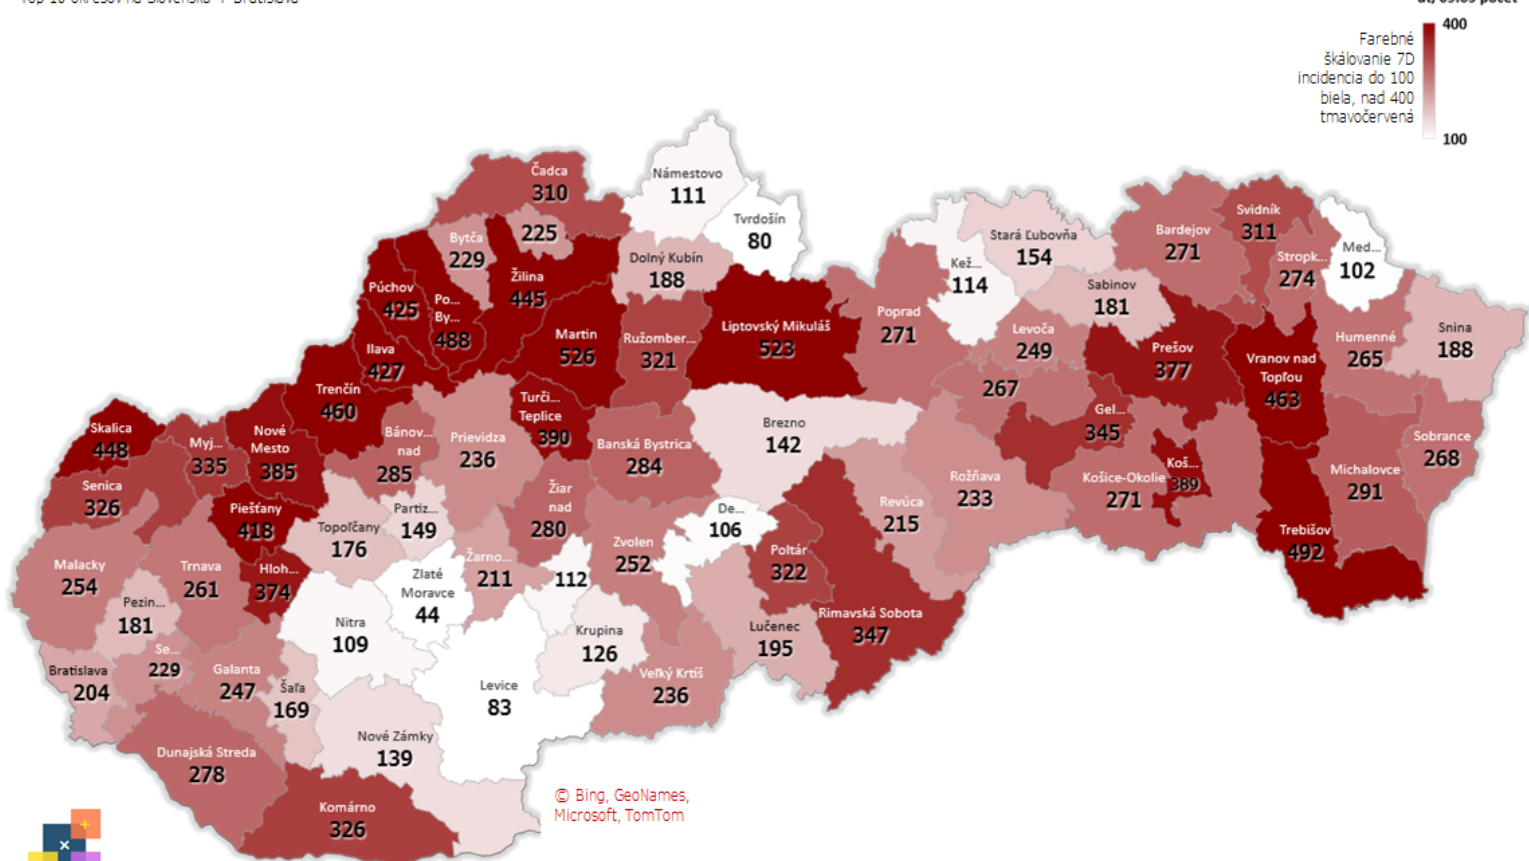 Top 10 okresov na Slovensku + Bratislava
400
Farebné
škálovanie 7D
incidencia do 100
biela, nad 400
tmavočervená
100
Čadca
310
Námestovo
111
Tvrdošín
80
Bytča
229
225
Dolný Kubín
188
Žilina
445
Púchov
425
Po...
By...
488
Stará Ľubovňa
154
Kež...
114
Bardejov
271
Svidník
311
Stropk...
274
Med...
102
Sabinov
181
Poprad
271
Levoča
249
Liptovský Mikuláš
523
Martin
526
Ružomber...
321
Ilava
427
Prešov
377
Vranov nad
Topľou
463
Humenné
265
Snina
188
Trenčín
460
Turči...
Teplice
390
267
Gel...
345
Skalica
448
Myj...
335
Nové
Mesto
385
Bánov...
nad
285
Prievidza
236
Banská Bystrica
284
Brezno
142
Sobrance
268
Senica
326
Piešťany
418
Žiar
nad
280
Rožňava
233
Košice-Okolie
271
Koš...
389
Michalovce
291
Topoľčany
176
Partiz...
149
De...
106
Revúca
215
Trebišov
492
Malacky
254
Trnava
261
Hloh...
374
Zlaté
Moravce
44
Žarno...
211
112
Zvolen
252
Poltár
322
Pezin...
181
Nitra
109
Krupina
126
Lučenec
195
Rimavská Sobota
347
Bratislava
204
Se...
229
Galanta
247
Šaľa
169
Levice
83
Veľký Krtíš
236
Nové Zámky
139
Dunajská Streda
278
Komárno
326
© Bing, GeoNames,
Microsoft, TomTom